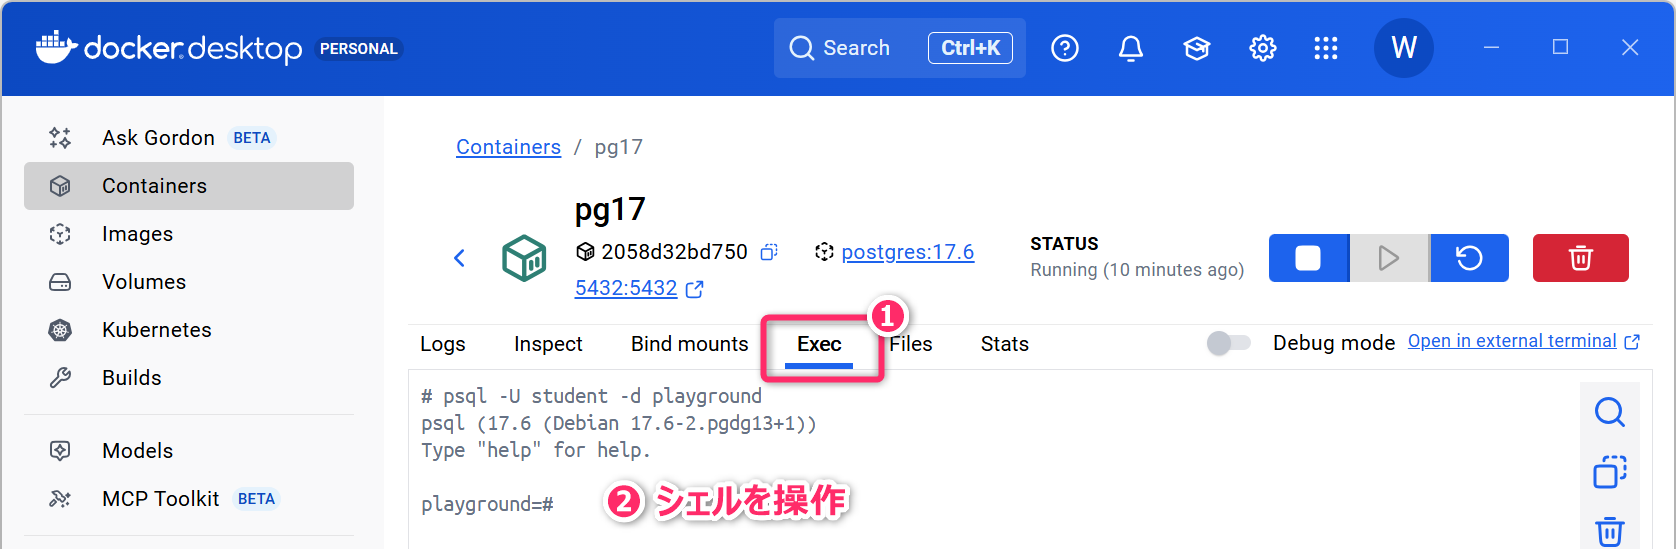 docker desktop PERSONAL
Search Ctrl+K
W
Ask Gordon BETA
Containers
Images
Volumes
Kubernetes
Builds
Models
MCP Toolkit BETA
Containers / pg17
pg17
2058d32bd750 postgres:17.6
5432:5432
STATUS
Running (10 minutes ago)
1
Logs Inspect Bind mounts Exec Files Stats Debug mode Open in external terminal
# psql -U student -d playground
psql (17.6 (Debian 17.6-2.pgdg13+1))
Type "help" for help.
playground=#
2 シェルを操作